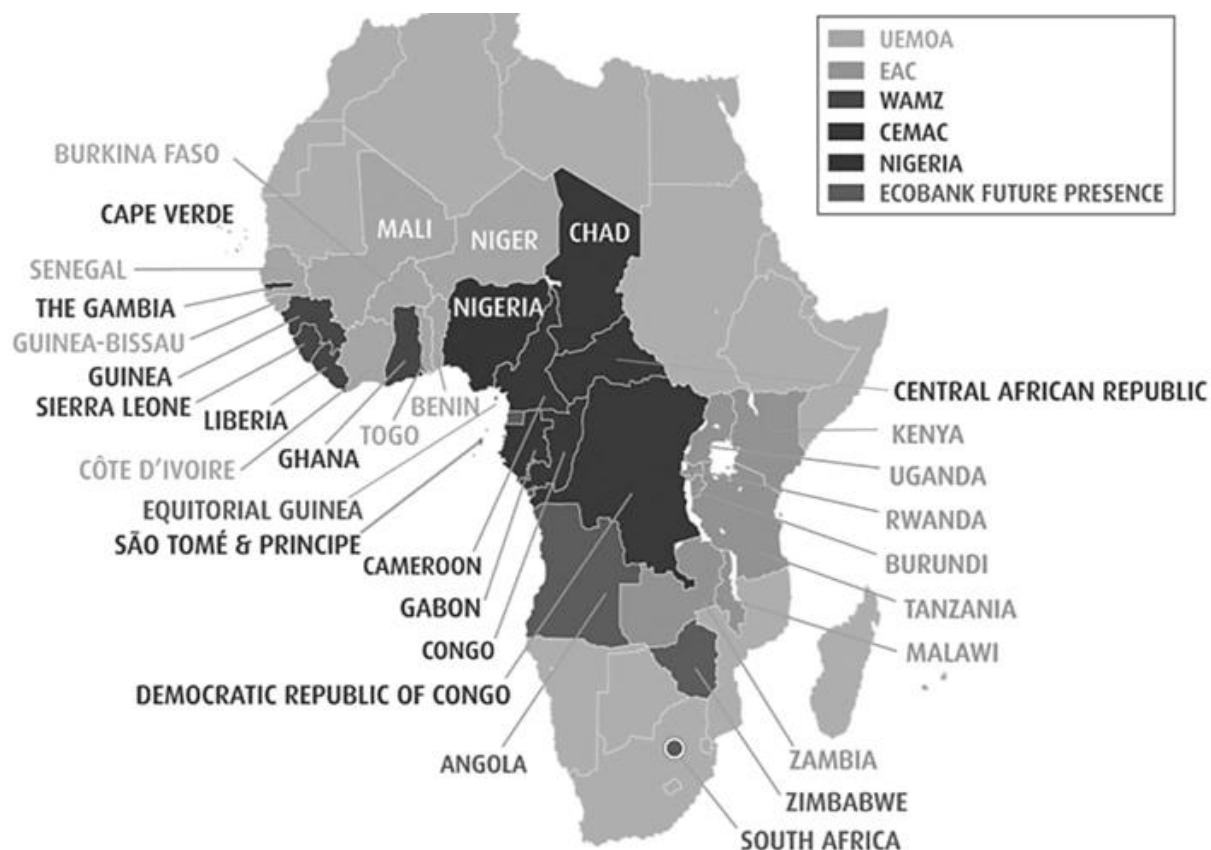 UEMOA
EAC
WAMZ
CEMAC
NIGERIA
ECOBANK FUTURE PRESENCE
BURKINA FASO
CAPE VERDE
MALI
NIGER
CHAD
SENEGAL
THE GAMBIA
NIGERIA
GUINEA-BISSAU
GUINEA
SIERRA LEONE
LIBERIA
BENIN
TOGO
GHANA
CÔTE D'IVOIRE
EQUITORIAL GUINEA
SÃO TOMÉ & PRINCIPE
CAMEROON
GABON
CONGO
DEMOCRATIC REPUBLIC OF CONGO
ANGOLA
CENTRAL AFRICAN REPUBLIC
KENYA
UGANDA
RWANDA
BURUNDI
TANZANIA
MALAWI
ZAMBIA
ZIMBABWE
SOUTH AFRICA